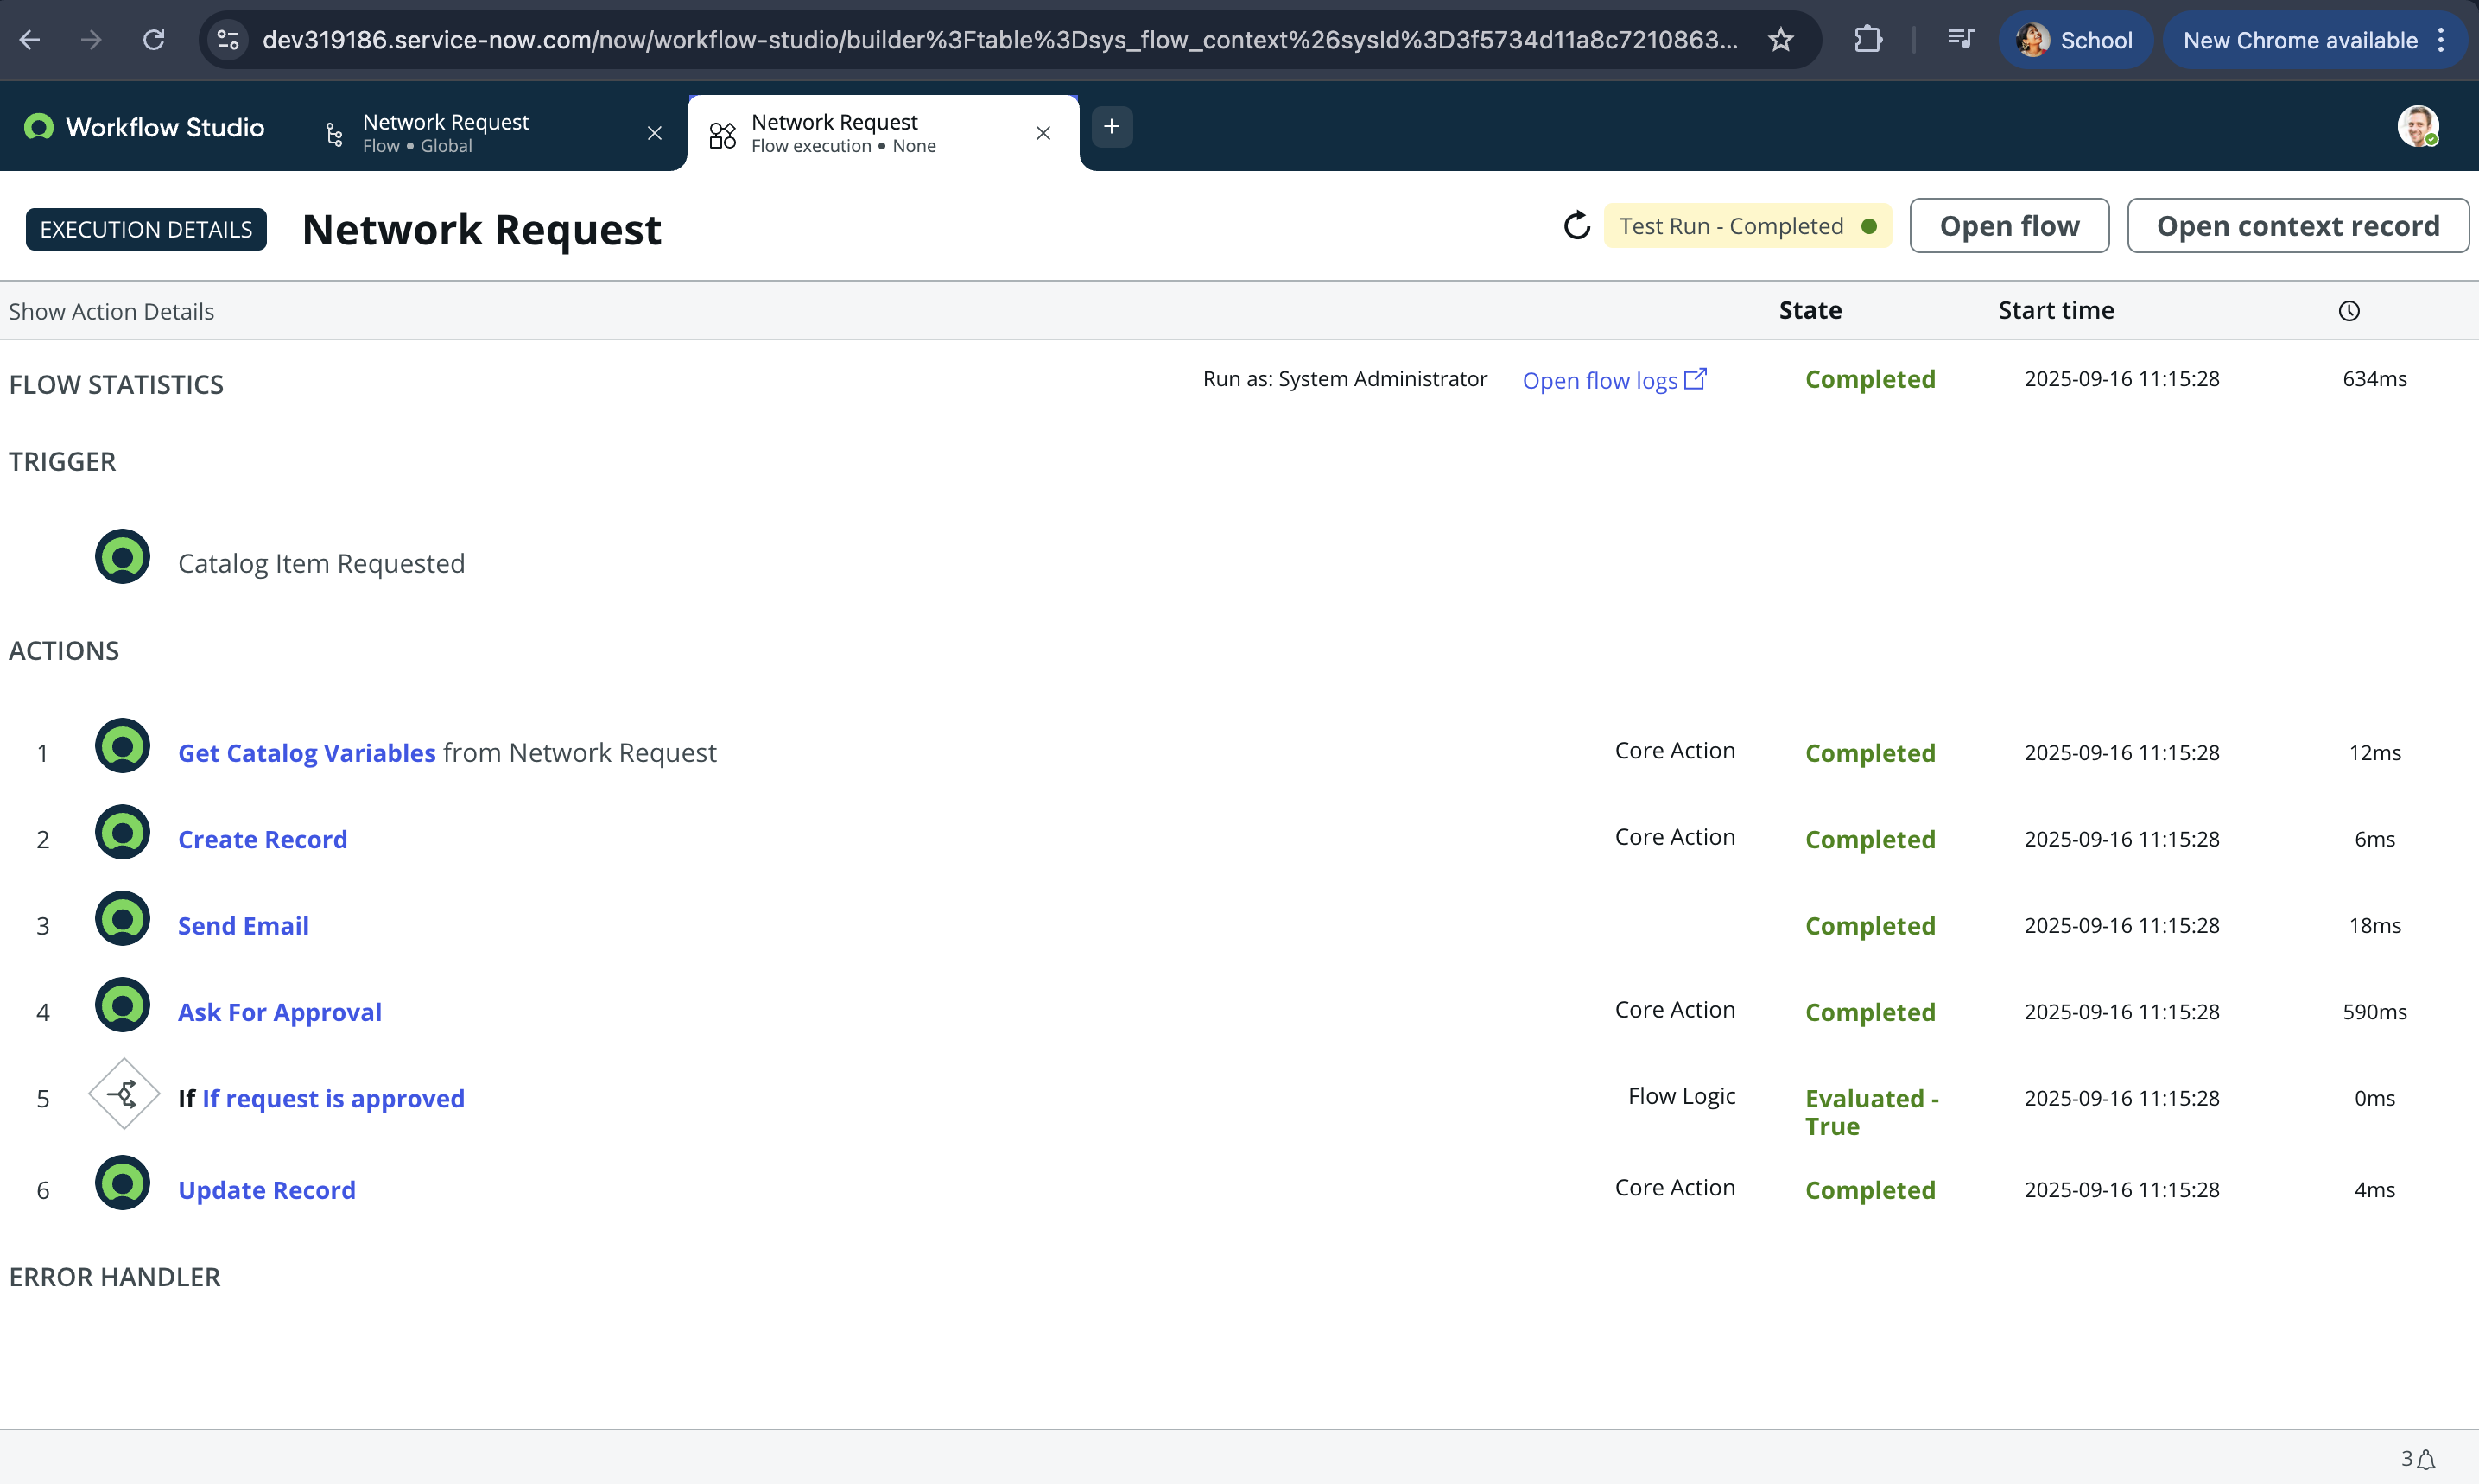 dev319186.service-now.com/now/workflow-studio/builder%3Ftable%3Dsys_flow_context%26sysId%3D3f5734d11a8c7210863...
School
New Chrome available
Workflow Studio
Network Request
Flow • Global
Network Request
Flow execution • None
EXECUTION DETAILS
Network Request
Test Run - Completed
Open flow
Open context record
Show Action Details
State
Start time
FLOW STATISTICS
Run as: System Administrator
Open flow logs
Completed
2025-09-16 11:15:28
634ms
TRIGGER
Catalog Item Requested
ACTIONS
1 Get Catalog Variables from Network Request Core Action Completed 2025-09-16 11:15:28 12ms
2 Create Record Core Action Completed 2025-09-16 11:15:28 6ms
3 Send Email Completed 2025-09-16 11:15:28 18ms
4 Ask For Approval Core Action Completed 2025-09-16 11:15:28 590ms
5 If If request is approved Flow Logic Evaluated - True 2025-09-16 11:15:28 0ms
6 Update Record Core Action Completed 2025-09-16 11:15:28 4ms
ERROR HANDLER
3